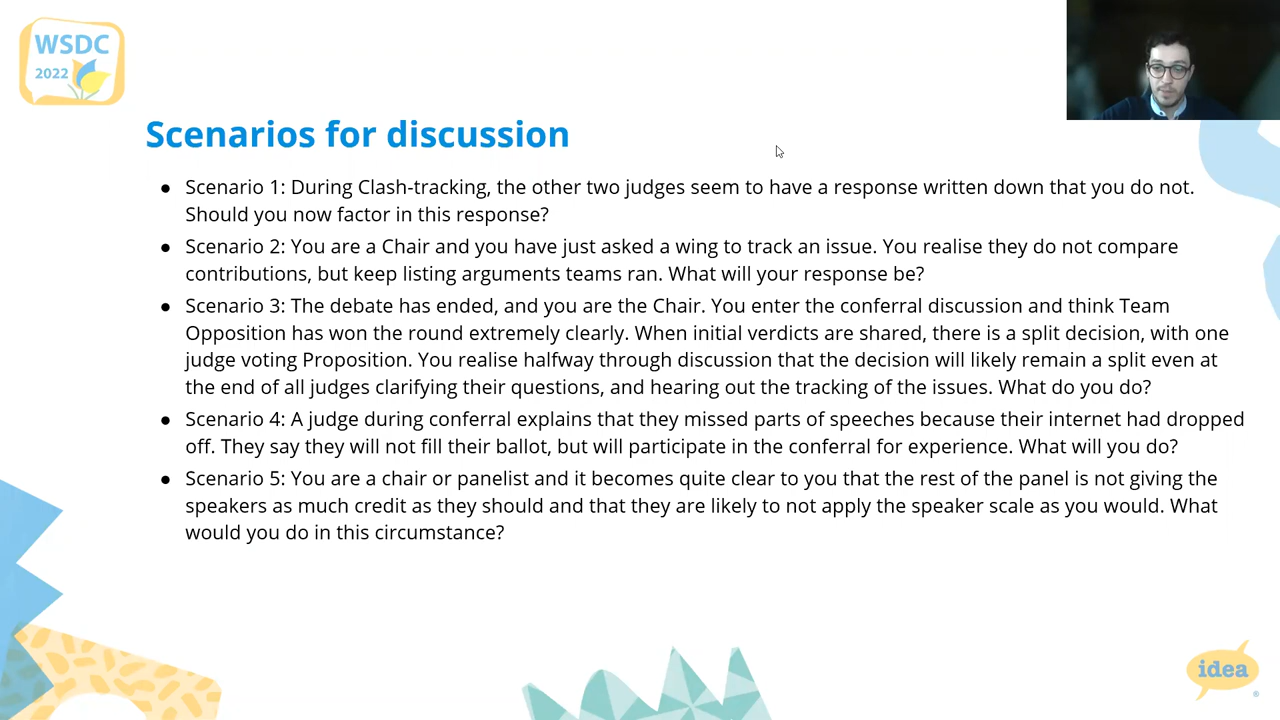 WSDC
2022
Scenarios for discussion
● Scenario 1: During Clash-tracking, the other two judges seem to have a response written down that you do not.
Should you now factor in this response?
● Scenario 2: You are a Chair and you have just asked a wing to track an issue. You realise they do not compare
contributions, but keep listing arguments teams ran. What will your response be?
● Scenario 3: The debate has ended, and you are the Chair. You enter the conferral discussion and think Team
Opposition has won the round extremely clearly. When initial verdicts are shared, there is a split decision, with one
judge voting Proposition. You realise halfway through discussion that the decision will likely remain a split even at
the end of all judges clarifying their questions, and hearing out the tracking of the issues. What do you do?
● Scenario 4: A judge during conferral explains that they missed parts of speeches because their internet had dropped
off. They say they will not fill their ballot, but will participate in the conferral for experience. What will you do?
● Scenario 5: You are a chair or panelist and it becomes quite clear to you that the rest of the panel is not giving the
speakers as much credit as they should and that they are likely to not apply the speaker scale as you would. What
would you do in this circumstance?
idea
®